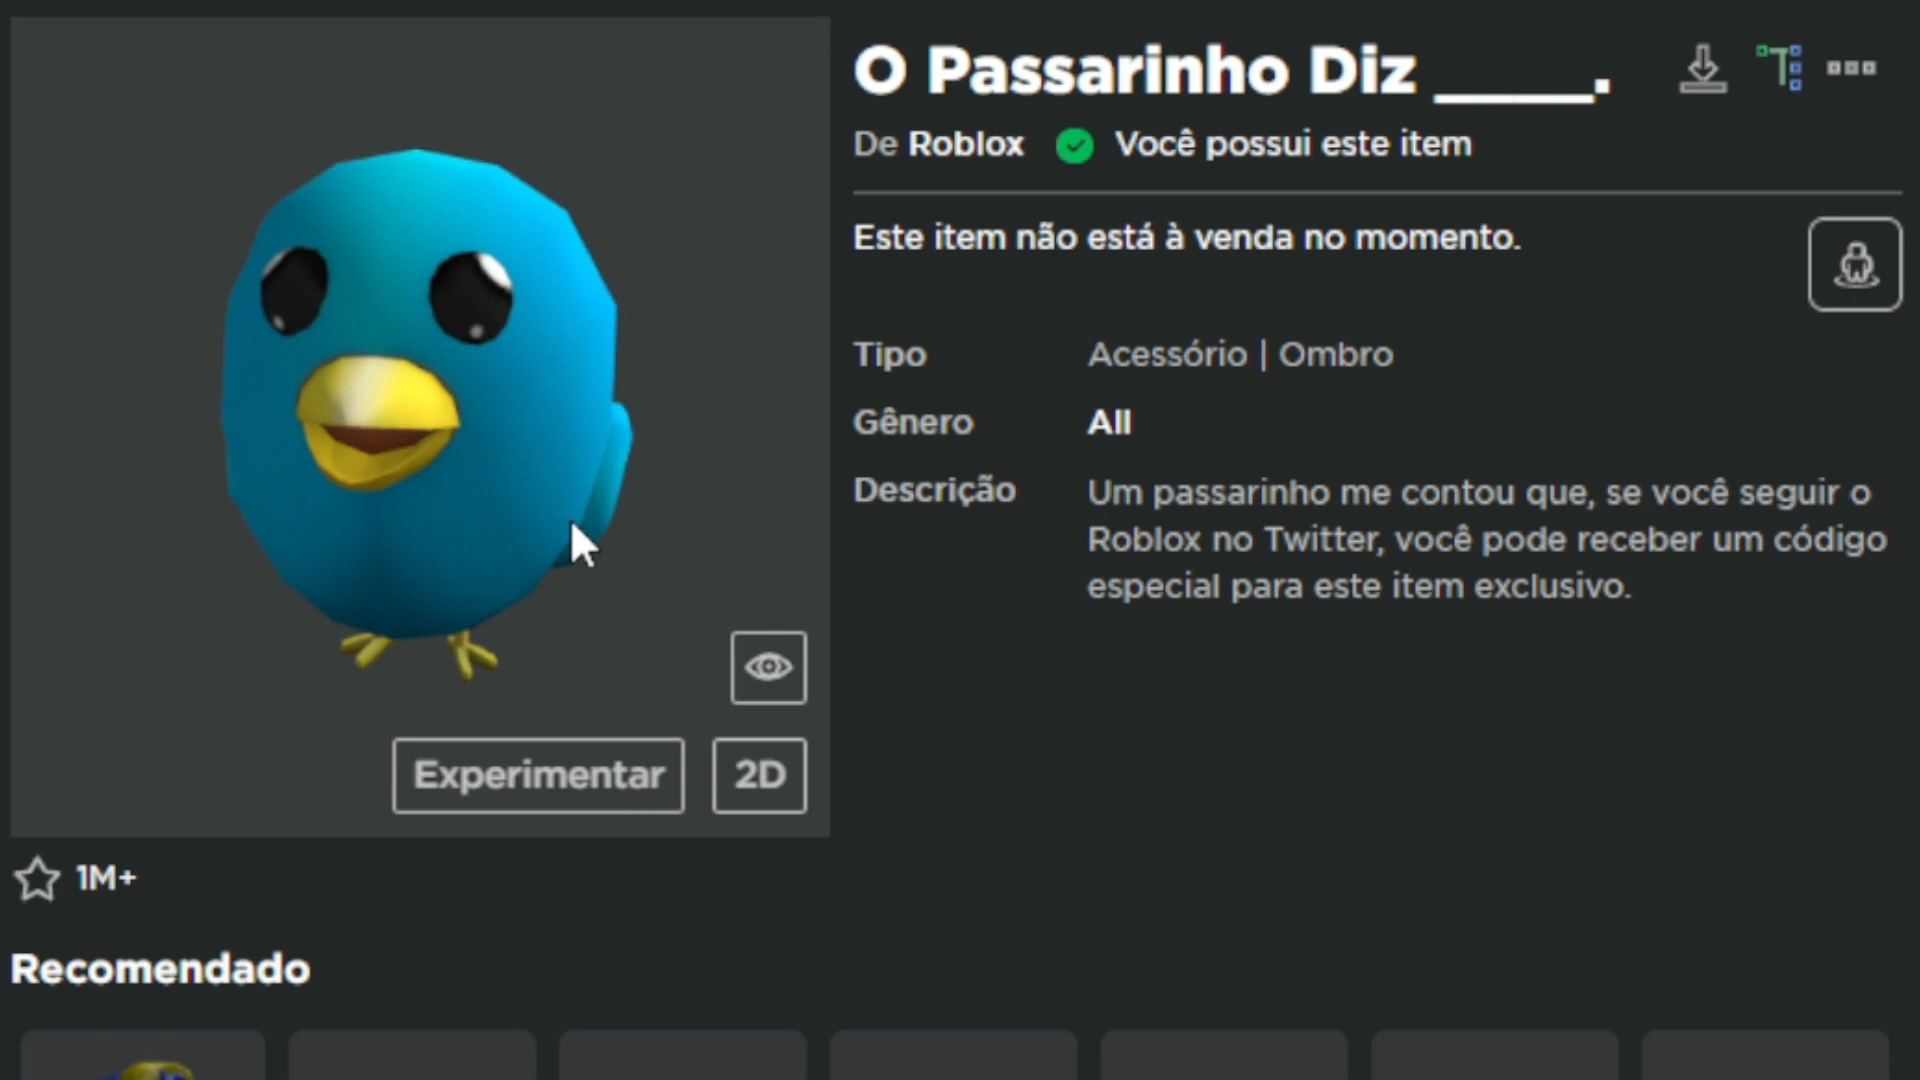 O Passarinho Diz _____.
De Roblox Você possui este item
Este item não está à venda no momento.
Tipo Acessório | Ombro
Gênero All
Descrição Um passarinho me contou que, se você seguir o
Roblox no Twitter, você pode receber um código
especial para este item exclusivo.
Experimentar 2D
1M+
Recomendado